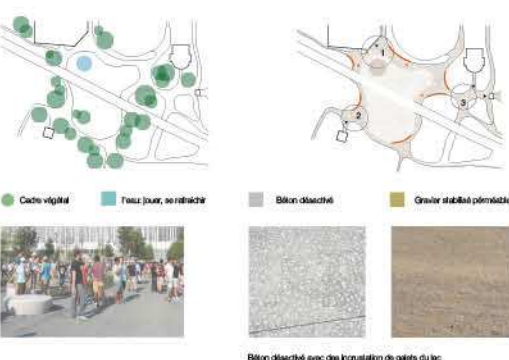 1
2
3
Cadre végétal
l'eau: jouer, se rafraichir
Béton désactivé
Gravier stabilisé perméable
Béton désactivé avec des incrustation de galets du lac